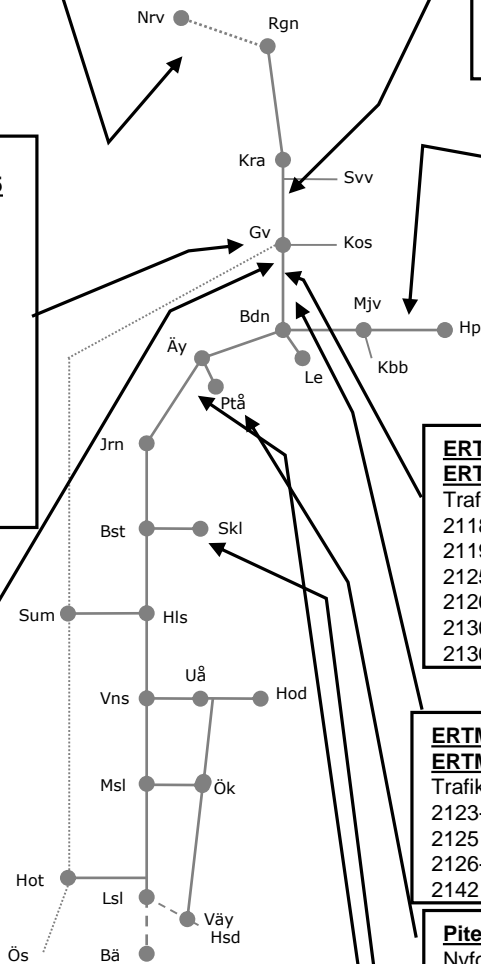 Nrv
Rgn
Kra
Svv
Gv
Kos
Mjv
Bdn
Hp
Äy
Kbb
Le
Ptå
Jrn
Bst
Skl
Sum
Hls
Uå
Vns
Hod
Msl
Ök
Hot
Lsl
Väy
Hsd
Ös
Bä
ERT
ERT
Traf
2118
2119
2125
2126
2130
2130
ERTM
ERTM
Trafik
2123-
2125
2126-
2142
Pite
Nyfo